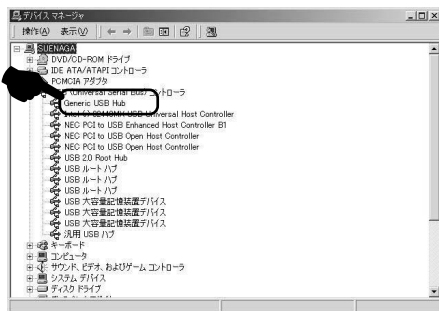 デバイス マネージャ
操作(A) 表示(V)
SUENAGA
DVD/CD-ROM ドライブ
IDE ATA/ATAPI コントローラ
PCMCIA アダプタ
(Universal Serial Bus) コントローラ
Generic USB Hub
USB Universal Host Controller
NEC PCI to USB Enhanced Host Controller B1
NEC PCI to USB Open Host Controller
NEC PCI to USB Open Host Controller
USB 2.0 Root Hub
USB ルート ハブ
USB ルート ハブ
USB ルート ハブ
USB 大容量記憶装置デバイス
USB 大容量記憶装置デバイス
USB 大容量記憶装置デバイス
汎用 USB ハブ
キーボード
コンピュータ
サウンド、ビデオ、およびゲーム コントローラ
システム デバイス
ディスク ドライブ